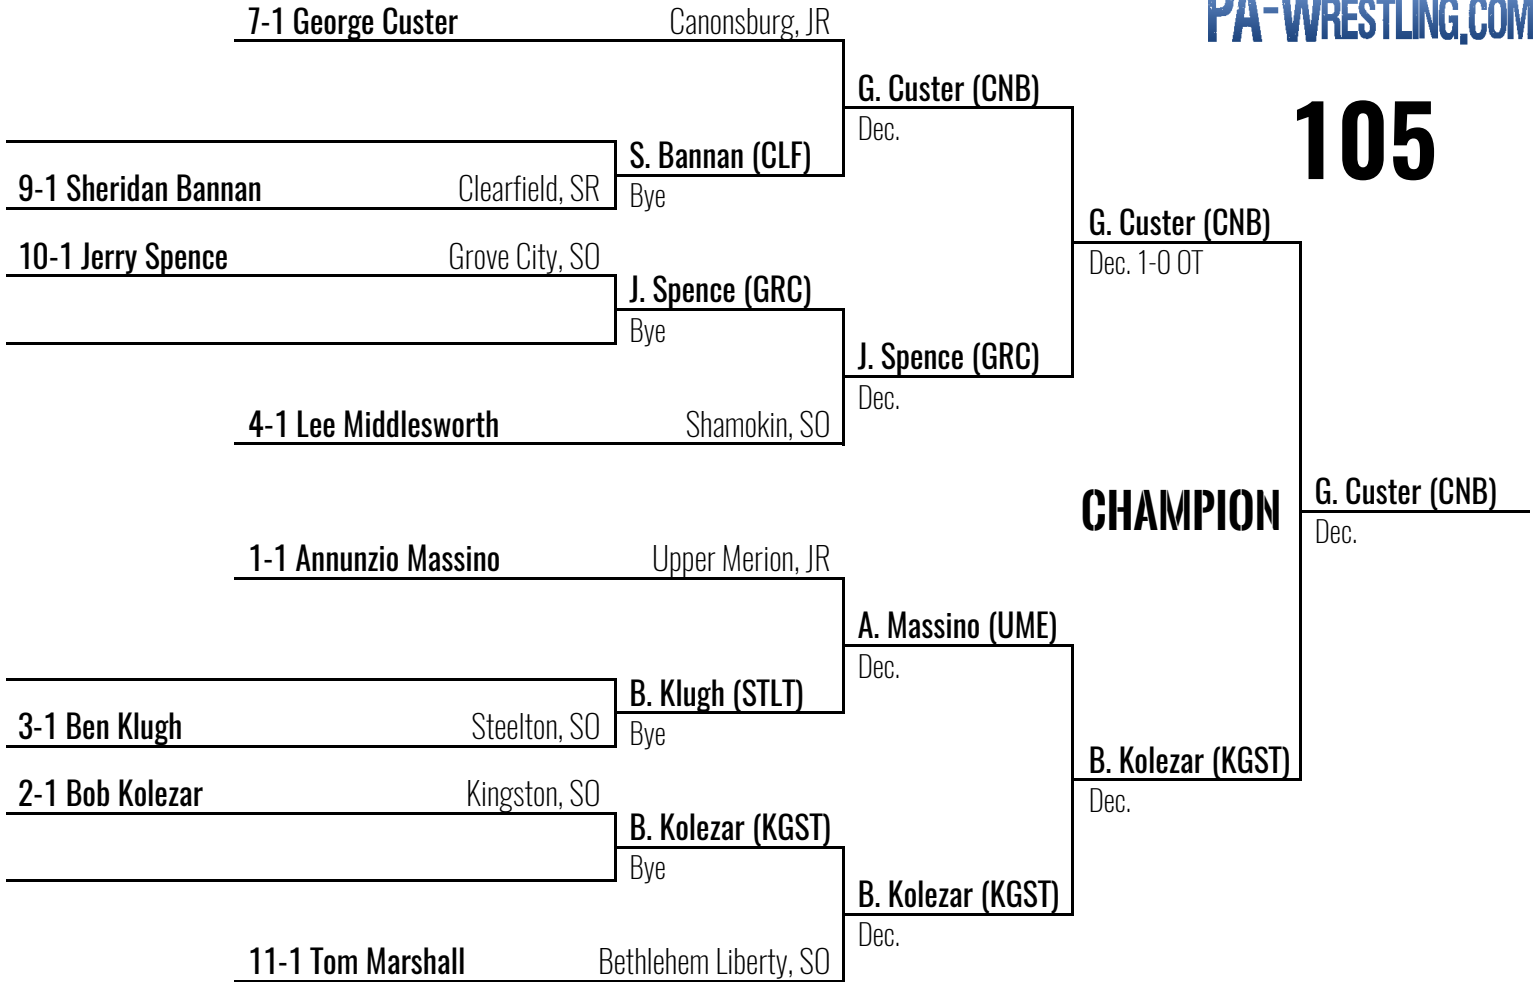 7-1 George Custer Canonsburg, JR
PA-WRESTLING.COM
G. Custer (CNB)
Dec.
105
S. Bannan (CLF)
9-1 Sheridan Bannan Clearfield, SR
Bye
G. Custer (CNB)
10-1 Jerry Spence Grove City, SO
Dec. 1-0 OT
J. Spence (GRC)
Bye
J. Spence (GRC)
Dec.
4-1 Lee Middlesworth Shamokin, SO
CHAMPION
G. Custer (CNB)
Dec.
1-1 Annunzio Massino Upper Merion, JR
A. Massino (UME)
Dec.
B. Klugh (STLT)
3-1 Ben Klugh Steelton, SO
Bye
B. Kolezar (KGST)
2-1 Bob Kolezar Kingston, SO
Dec.
B. Kolezar (KGST)
Bye
B. Kolezar (KGST)
Dec.
11-1 Tom Marshall Bethlehem Liberty, SO